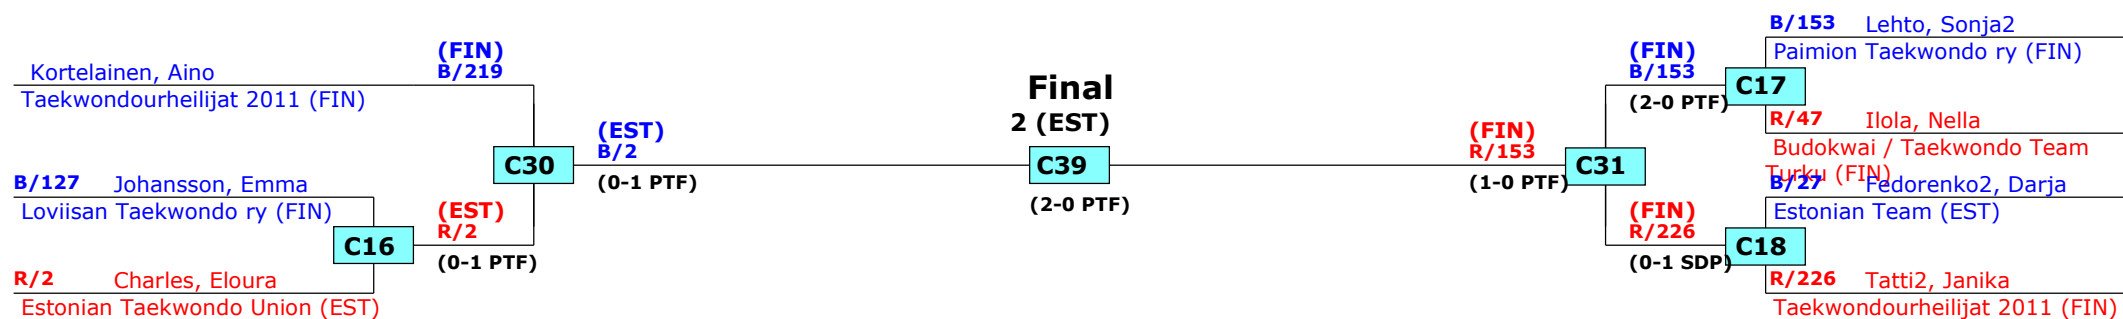 Kortelainen, Aino
Taekwondourheilijat 2011 (FIN)
(FIN)
B/219
B/127 Johansson, Emma
Loviisan Taekwondo ry (FIN)
C16
R/2 Charles, Eloura
Estonian Taekwondo Union (EST)
(EST)
R/2
(0-1 PTF)
C30
(EST)
B/2
(0-1 PTF)
Final
2 (EST)
C39
(2-0 PTF)
(FIN)
R/153
(1-0 PTF)
C31
(FIN)
B/153
(2-0 PTF)
C17
B/153 Lehto, Sonja2
Paimion Taekwondo ry (FIN)
R/47 Ilola, Nella
Budokwai / Taekwondo Team
Turku (FIN)
(FIN)
R/226
(0-1 SDP)
C18
B/27 Fedorenko2, Darja
Estonian Team (EST)
R/226 Tatti2, Janika
Taekwondourheilijat 2011 (FIN)